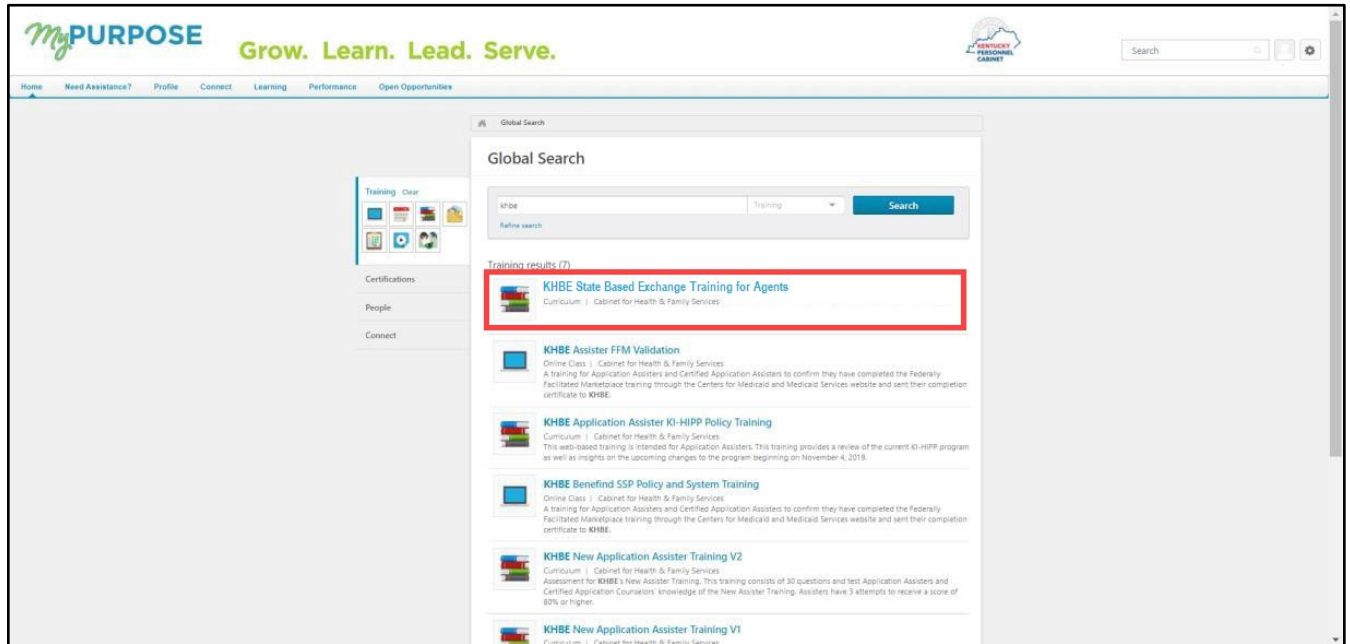 MyPURPOSE
Grow. Learn. Lead. Serve.
KENTUCKY
PERSONNEL
CABINET
Search
Home Need Assistance? Profile Connect Learning Performance Open Opportunities
Global Search
Global Search
Training Clear
Certifications
People
Connect
khbe
Training
Search
Refine search
Training results (7)
KHBE State Based Exchange Training for Agents
Curriculum | Cabinet for Health & Family Services
KHBE Assister FFM Validation
Online Class | Cabinet for Health & Family Services
A training for Application Assisters and Certified Application Assisters to confirm they have completed the Federally
Facilitated Marketplace training through the Centers for Medicaid and Medicaid Services website and sent their completion
certificate to KHBE.
KHBE Application Assister KI-HIPP Policy Training
Curriculum | Cabinet for Health & Family Services
This web-based training is intended for Application Assisters. This training provides a review of the current KI-HIPP program
as well as insights on the upcoming changes to the program beginning on November 4, 2019.
KHBE Benefind SSP Policy and System Training
Online Class | Cabinet for Health & Family Services
A training for Application Assisters and Certified Application Assisters to confirm they have completed the Federally
Facilitated Marketplace training through the Centers for Medicaid and Medicaid Services website and sent their completion
certificate to KHBE.
KHBE New Application Assister Training V2
Curriculum | Cabinet for Health & Family Services
Assessment for KHBE's New Assister Training. This training consists of 30 questions and test Application Assisters and
Certified Application Counselors' knowledge of the New Assister Training. Assisters have 3 attempts to receive a score of
80% or higher.
KHBE New Application Assister Training V1
Curriculum | Cabinet for Health & Family Services